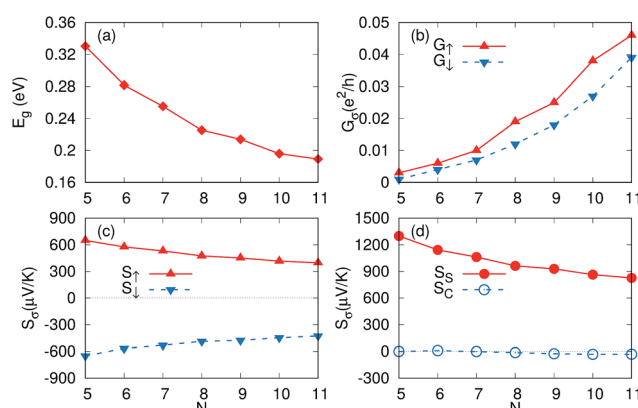 0.36
0.32
0.28
0.24
0.2
0.16
E_g (eV)
(a)
5 6 7 8 9 10 11
0.05
0.04
0.03
0.02
0.01
0
G_σ(e²/h)
(b)
G↑
G↓
5 6 7 8 9 10 11
900
600
300
0
-300
-600
-900
S_σ(μV/K)
(c)
S↑
S↓
5 6 7 8 9 10 11
N
1500
1200
900
600
300
0
-300
S_σ(μV/K)
(d)
S_S
S_C
5 6 7 8 9 10 11
N